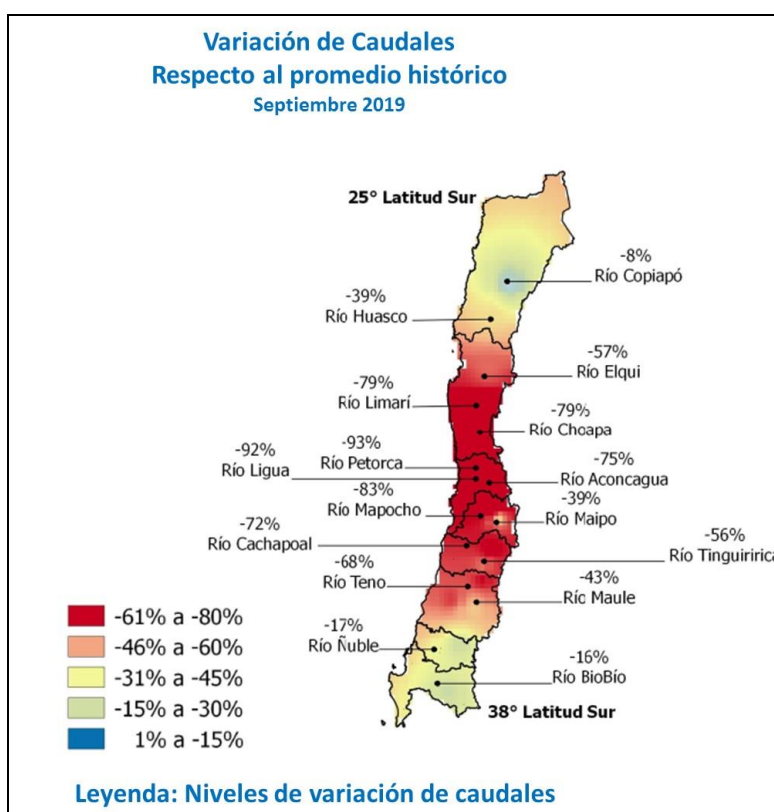 Variación de Caudales
Respecto al promedio histórico
Septiembre 2019
25° Latitud Sur
-8%
Río Copiapó
-39%
Río Huasco
-57%
Río Elqui
-79%
Río Limarí
-79%
Río Choapa
-93%
Río Petorca
-92%
Río Ligua
-75%
Río Aconcagua
-83%
Río Mapocho
-39%
Río Maipo
-72%
Río Cachapoal
-56%
Río Tinguiririca
-68%
Río Teno
-43%
Río Maule
-17%
Río Ñuble
-16%
Río BioBío
38° Latitud Sur
-61% a -80%
-46% a -60%
-31% a -45%
-15% a -30%
1% a -15%
Leyenda: Niveles de variación de caudales